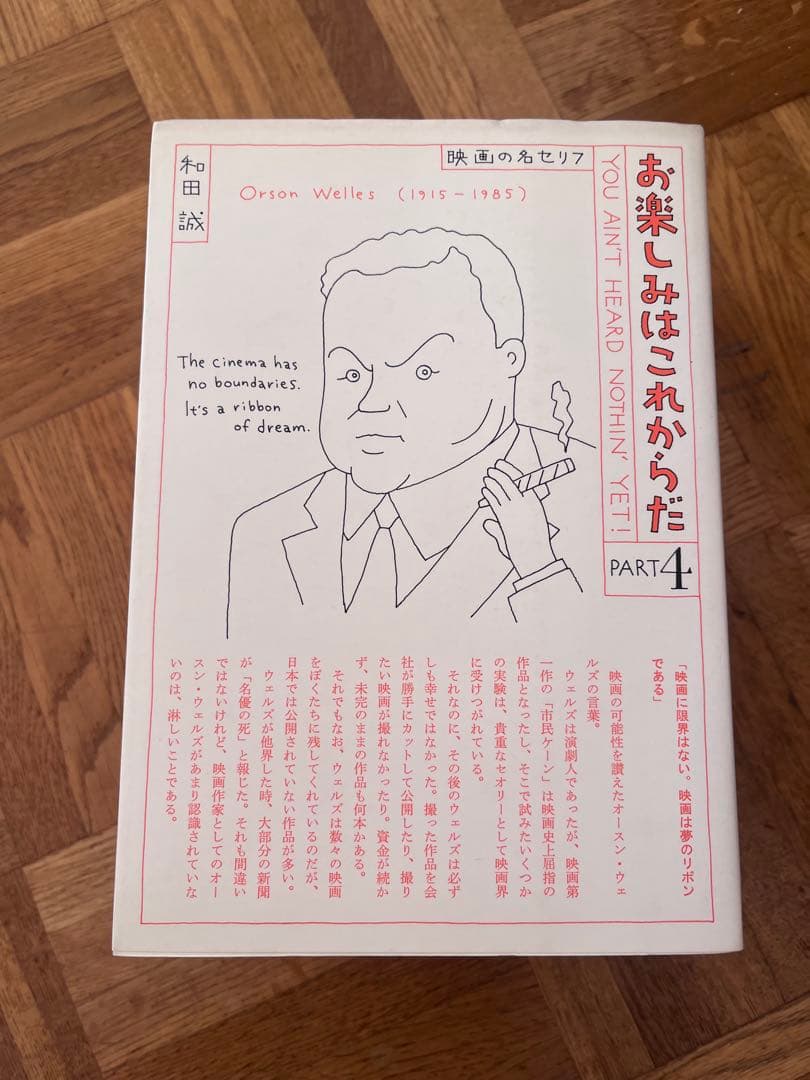 お楽しみはこれからだ
YOU AIN'T HEARD NOTHIN' YET!
PART4
映画の名セリフ
和田誠
Orson Welles (1915-1985)
The cinema has
no boundaries.
It's a ribbon
of dream.
「映画に限界はない。映画は夢のリボン
である」
映画の可能性を讃えたオースン・ウェ
ルズの言葉。
ウェルズは演劇人であったが、映画第
一作の「市民ケーン」は映画史上屈指の
作品となったし、そこで試みたいくつか
の実験は、貴重なセオリーとして映画界
に受けつがれている。
それなのに、その後のウェルズは必ず
しも幸せではなかった。撮った作品を会
社が勝手にカットして公開したり、撮り
たい映画が撮れなかったり。資金が続か
ず、未完のままの作品も何本かある。
それでもなお、ウェルズは数々の映画
をぼくたちに残してくれているのだが、
日本では公開されていない作品が多い。
ウェルズが他界した時、大部分の新聞
が「名優の死」と報じた。それも間違い
ではないけれど、映画作家としてのオー
スン・ウェルズがあまり認識されていな
いのは、淋しいことである。